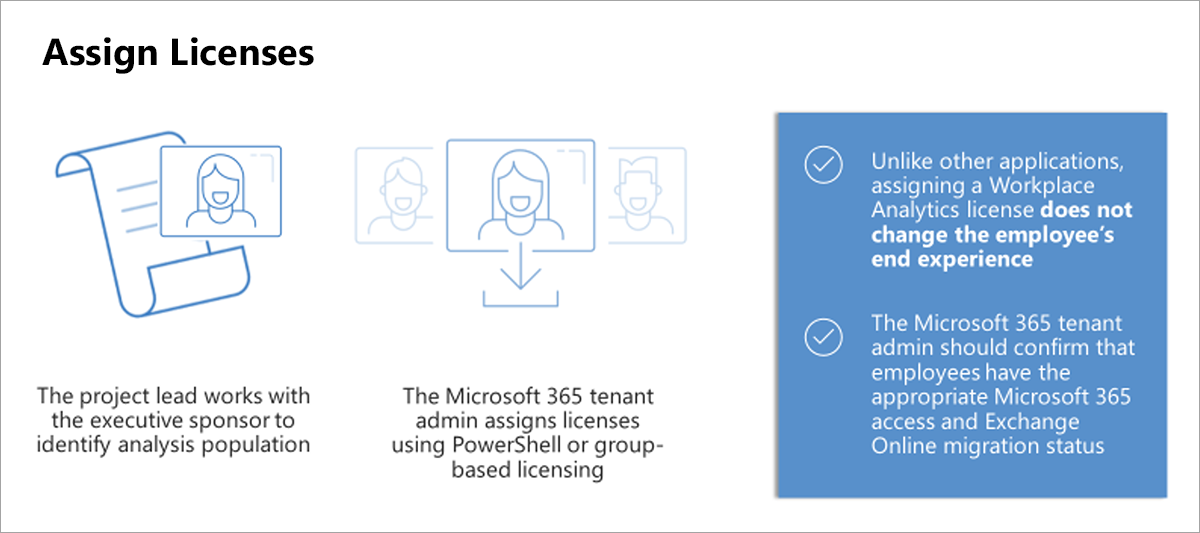 Assign Licenses
The project lead works with
the executive sponsor to
identify analysis population
The Microsoft 365 tenant
admin assigns licenses
using PowerShell or group-
based licensing
Unlike other applications,
assigning a Workplace
Analytics license does not
change the employee’s
end experience
The Microsoft 365 tenant
admin should confirm that
employees have the
appropriate Microsoft 365
access and Exchange
Online migration status